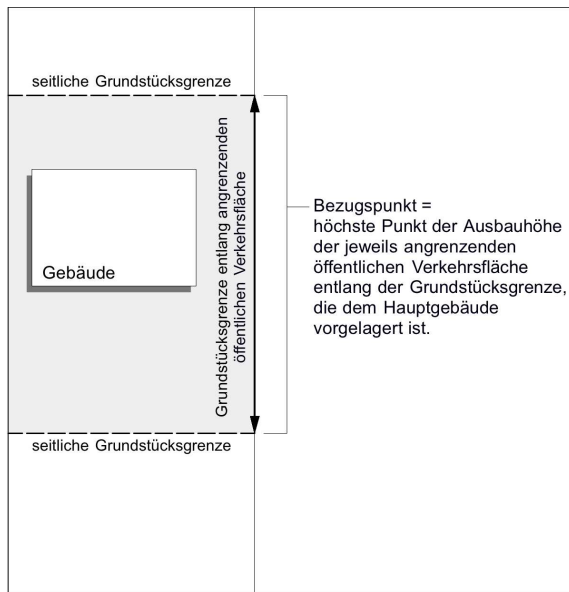 seitliche Grundstücksgrenze
Grundstücksgrenze entlang angrenzenden
öffentlichen Verkehrsfläche
Gebäude
Bezugspunkt =
höchste Punkt der Ausbauhöhe
der jeweils angrenzenden
öffentlichen Verkehrsfläche
entlang der Grundstücksgrenze,
die dem Hauptgebäude
vorgelagert ist.
seitliche Grundstücksgrenze